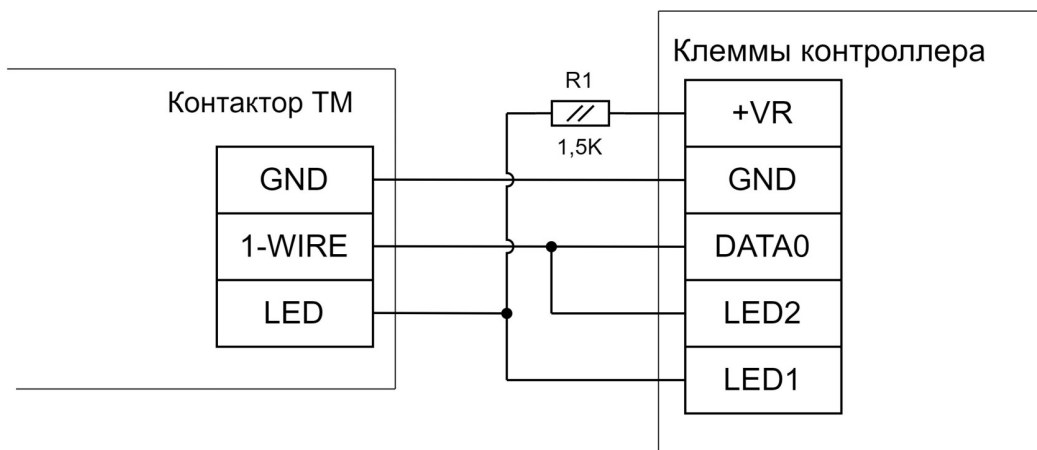 Клеммы контроллера
R1
Контактор ТМ
+VR
1,5K
GND
GND
1-WIRE
DATA0
LED
LED2
LED1